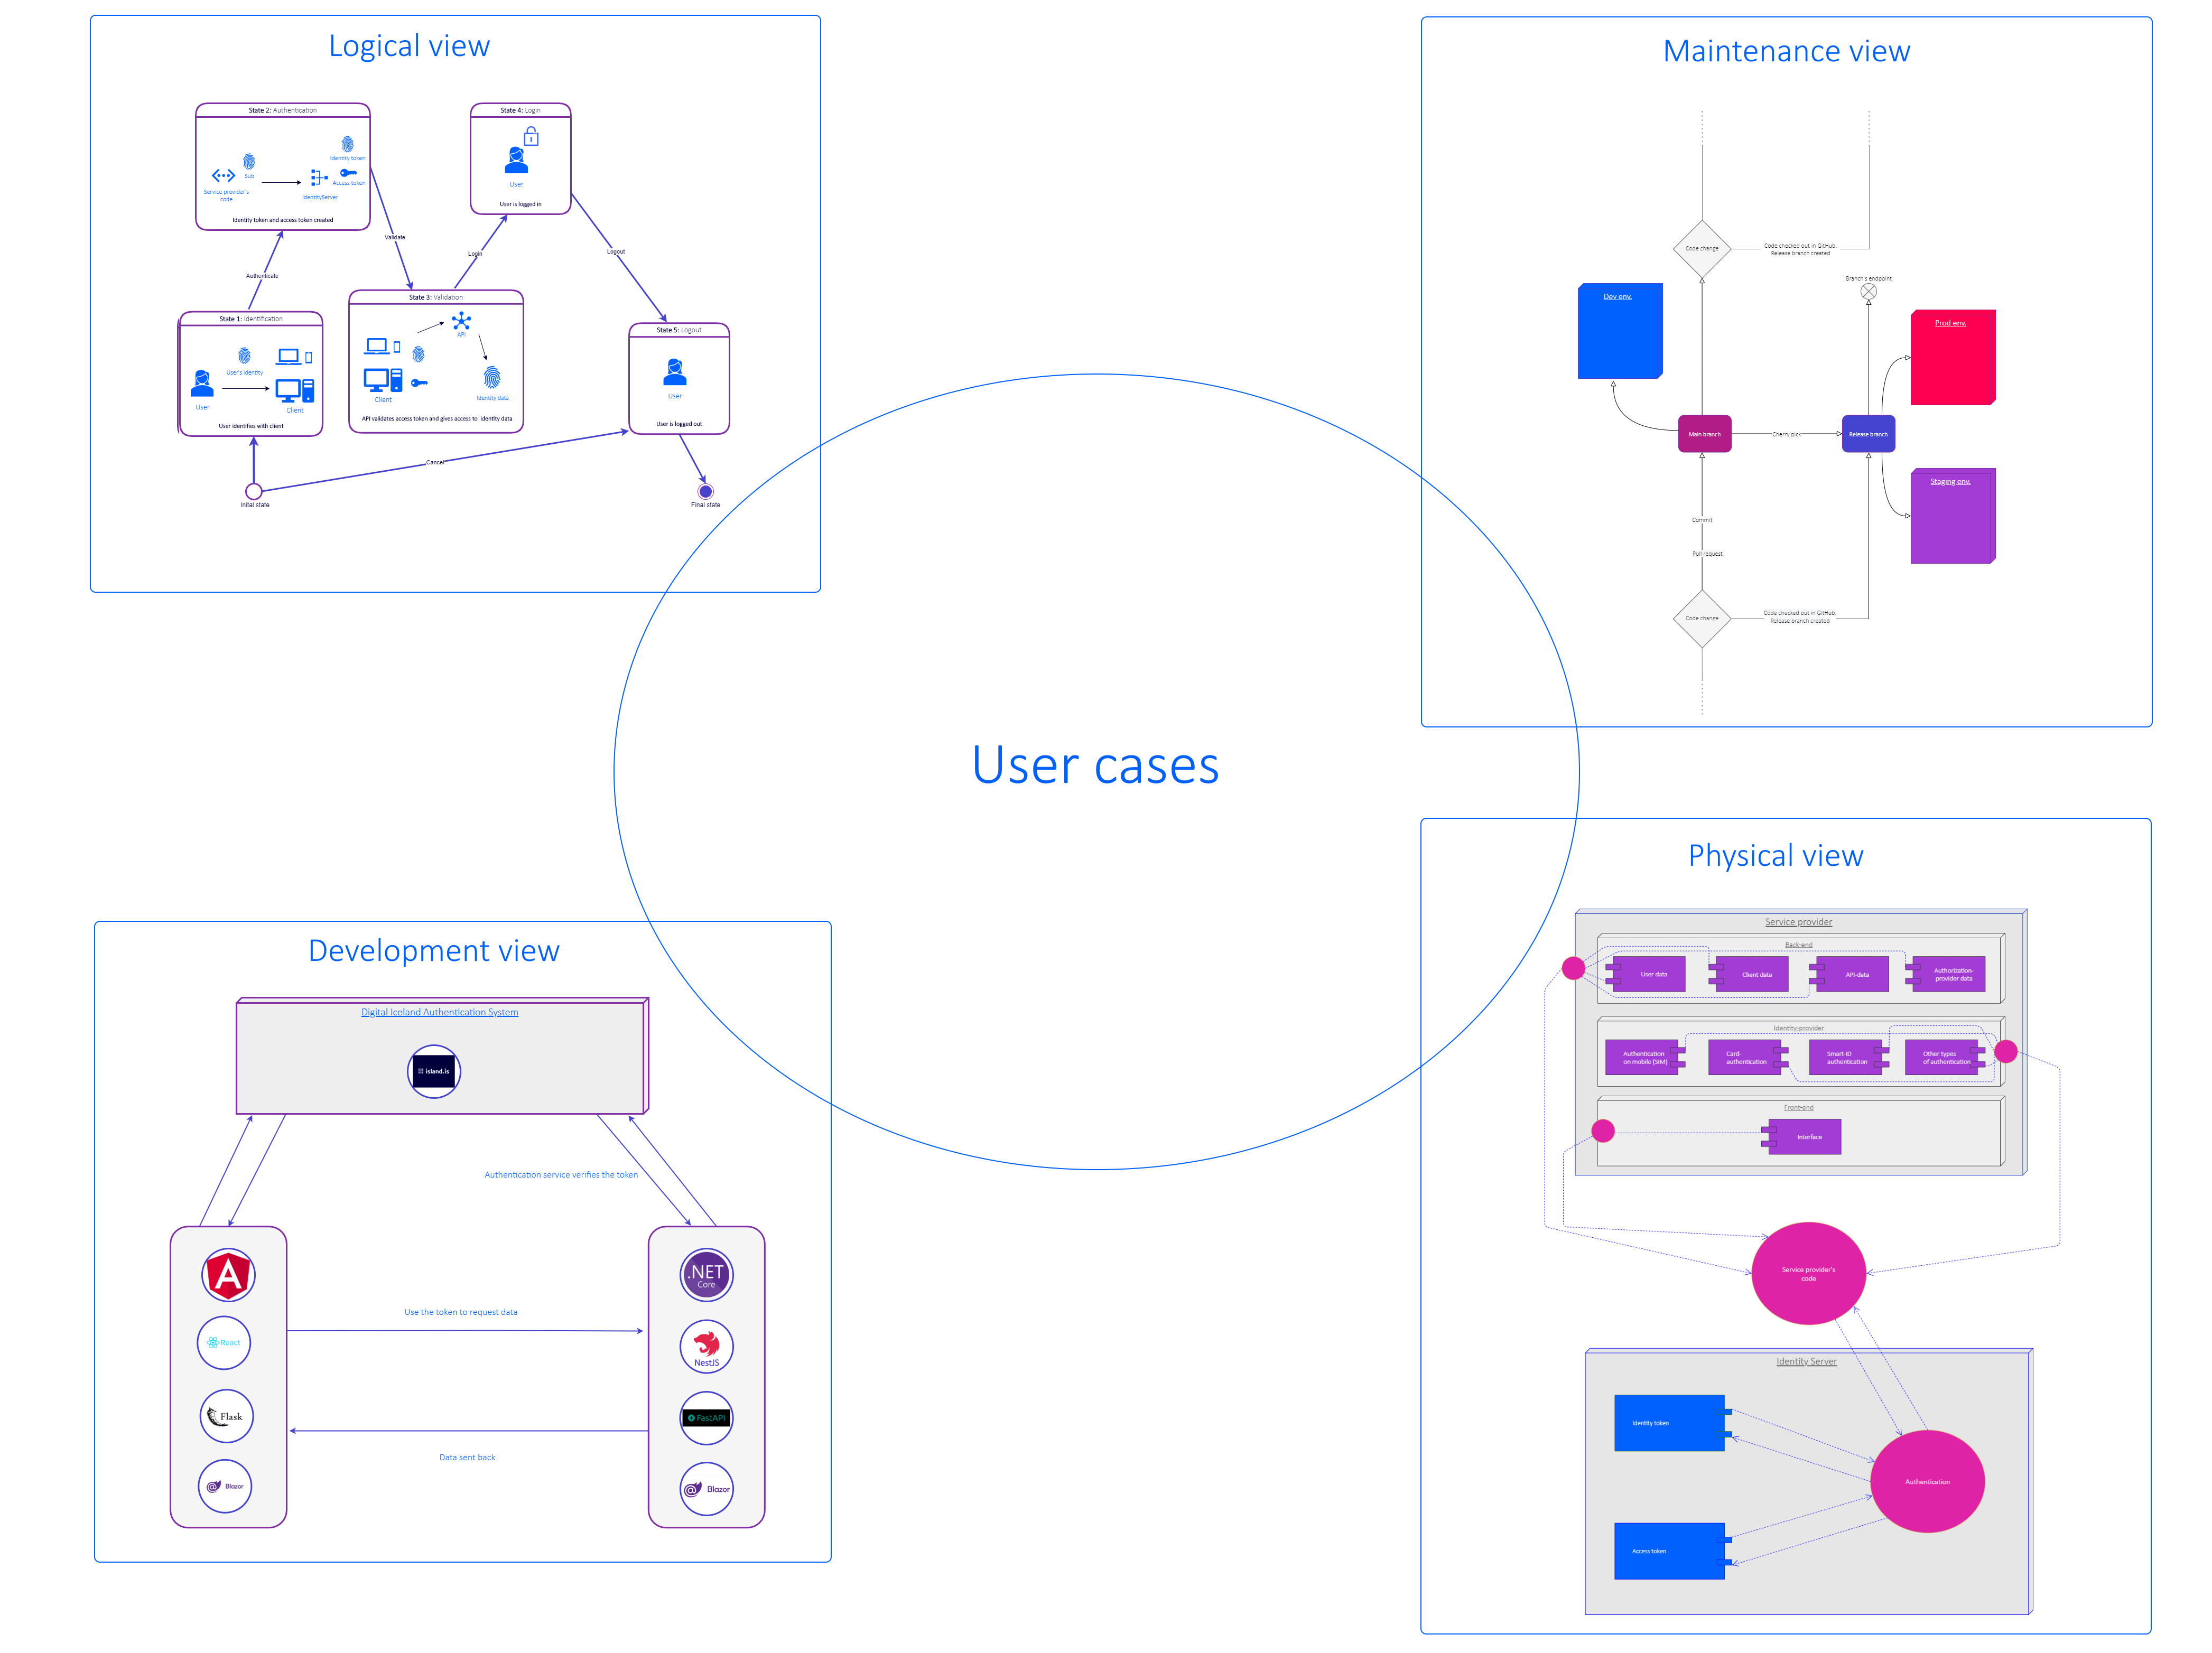 Logical view
State 2: Authentication
Identity token
Sub
Access token
Service provider's
code
IdentityServer
Identity token and access token created
State 4: Login
User
User is logged in
Validate
Login
Logout
Authenticate
State 1: Identification
User's identity
User
Client
User identifies with client
State 3: Validation
API
Client
Identity data
API validates access token and gives access to identity data
State 5: Logout
User
User is logged out
Cancel
Inital state
Final state
Maintenance view
Code change
Code checked out in GitHub.
Release branch created
Branch's endpoint
Dev env.
Prod env.
Main branch
Cherry pick
Release branch
Staging env.
Commit
Pull request
Code change
Code checked out in GitHub.
Release branch created
User cases
Development view
Digital Iceland Authentication System
island.is
Authentication service verifies the token
.NET
Core
Use the token to request data
React
NestJS
Flask
FastAPI
Data sent back
Blazor
Blazor
Physical view
Service provider
Back-end
User data
Client data
API-data
Authorization-
provider data
Identity-provider
Authentication
on mobile (SIM)
Card-
authentication
Smart-ID
authentication
Other types
of authentication
Front-end
Interface
Service provider's
code
Identity Server
Identity token
Authentication
Access token